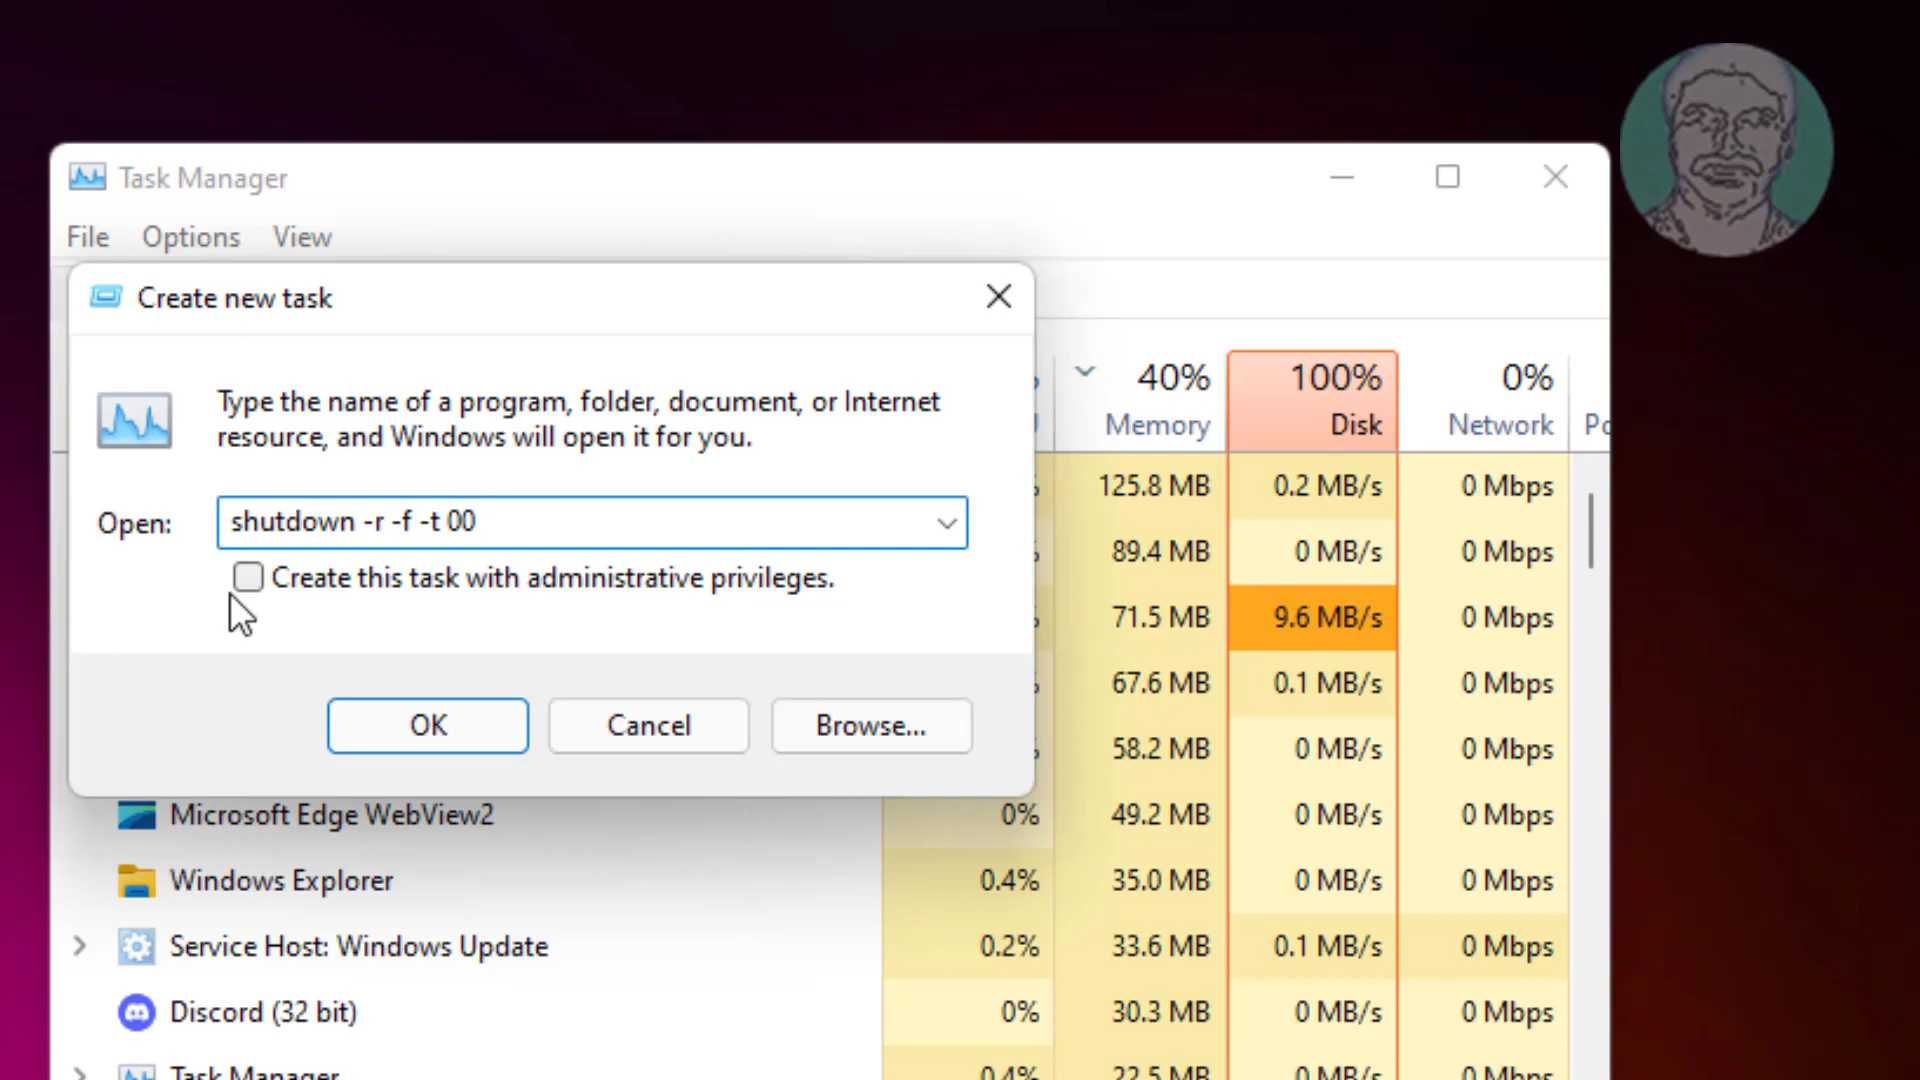 Task Manager
File Options View
Create new task
Type the name of a program, folder, document, or Internet
resource, and Windows will open it for you.
Open: shutdown -r -f -t 00
Create this task with administrative privileges.
OK Cancel Browse...
40% 100% 0%
Memory Disk Network
125.8 MB 0.2 MB/s 0 Mbps
89.4 MB 0 MB/s 0 Mbps
71.5 MB 9.6 MB/s 0 Mbps
67.6 MB 0.1 MB/s 0 Mbps
58.2 MB 0 MB/s 0 Mbps
Microsoft Edge WebView2 0% 49.2 MB 0 MB/s 0 Mbps
Windows Explorer 0.4% 35.0 MB 0 MB/s 0 Mbps
Service Host: Windows Update 0.2% 33.6 MB 0.1 MB/s 0 Mbps
Discord (32 bit) 0% 30.3 MB 0 MB/s 0 Mbps
Task Manager 0.4% 22.5 MB 0 MB/s 0 Mbps